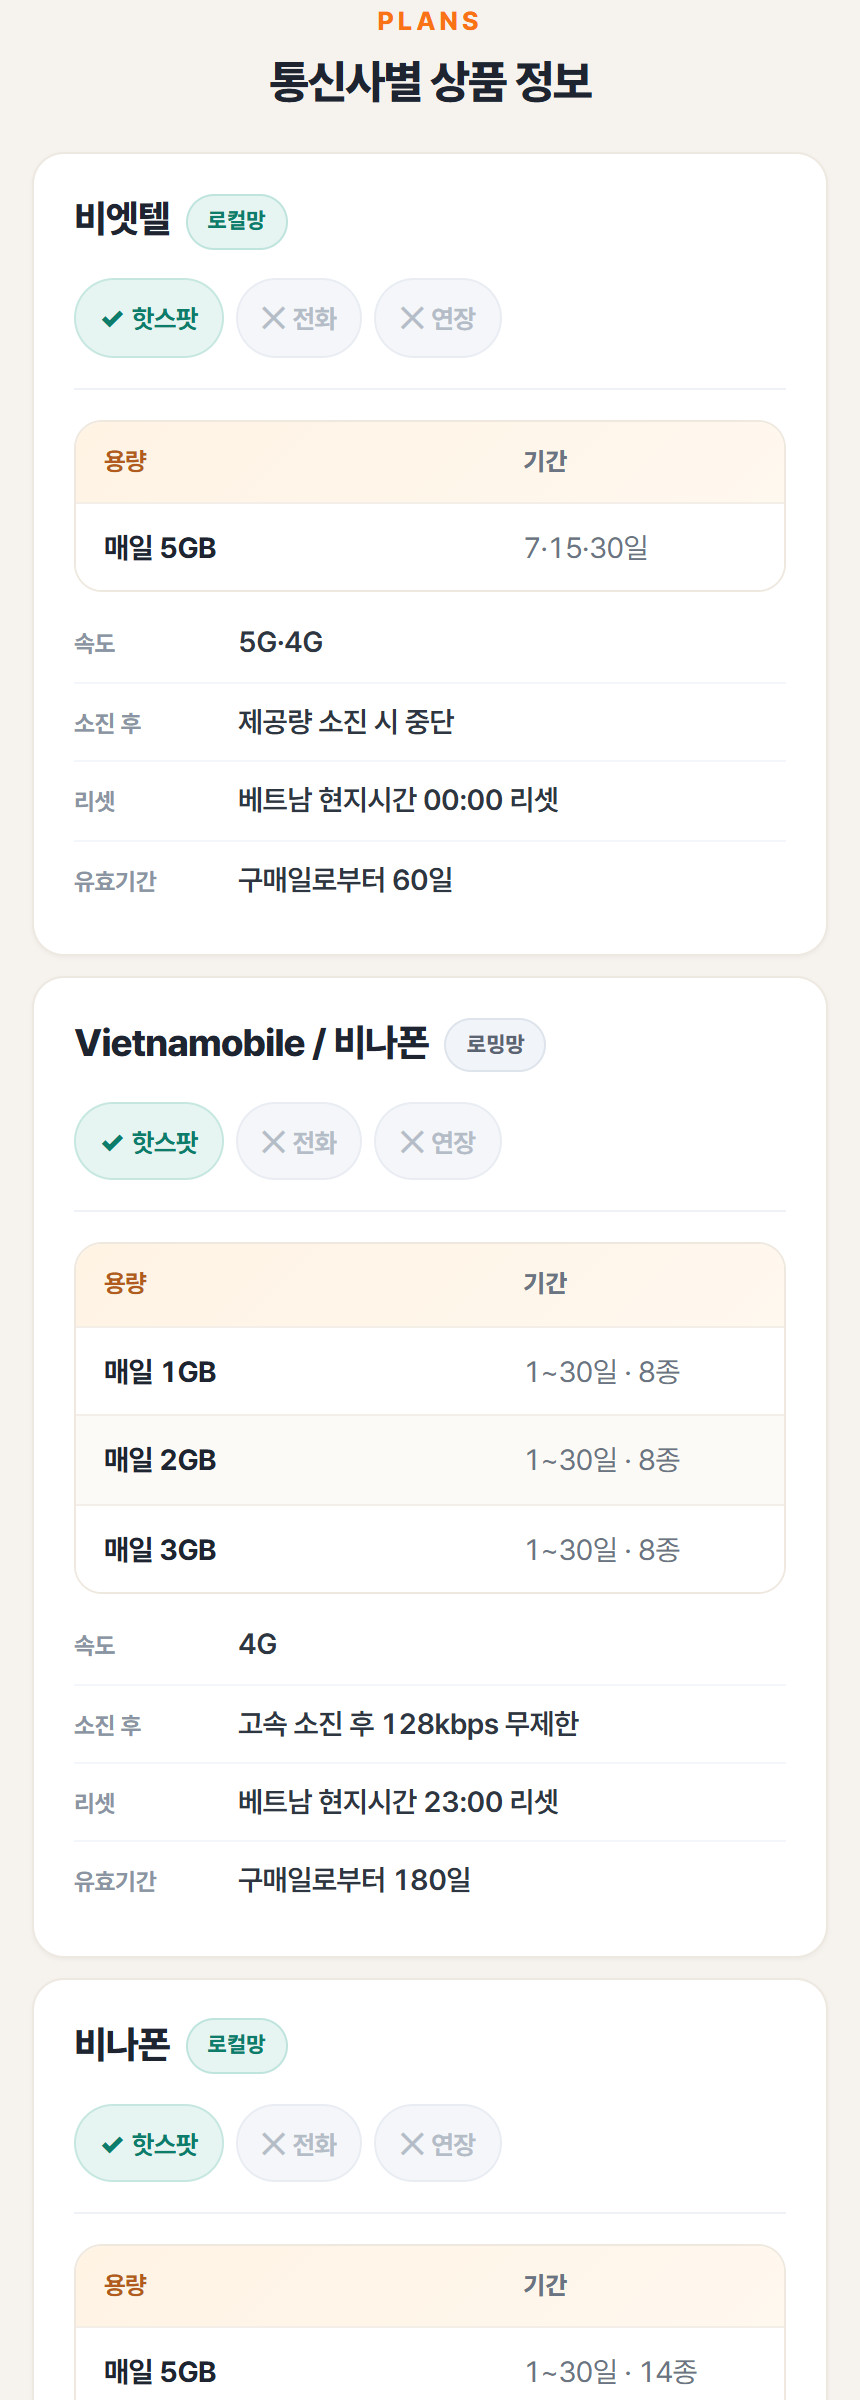 PLANS
통신사별 상품 정보
비엣텔 로컬망
✓ 핫스팟 ✕ 전화 ✕ 연장
용량 기간
매일 5GB 7·15·30일
속도 5G·4G
소진 후 제공량 소진 시 중단
리셋 베트남 현지시간 00:00 리셋
유효기간 구매일로부터 60일
Vietnamobile / 비나폰 로밍망
✓ 핫스팟 ✕ 전화 ✕ 연장
용량 기간
매일 1GB 1~30일 · 8종
매일 2GB 1~30일 · 8종
매일 3GB 1~30일 · 8종
속도 4G
소진 후 고속 소진 후 128kbps 무제한
리셋 베트남 현지시간 23:00 리셋
유효기간 구매일로부터 180일
비나폰 로컬망
✓ 핫스팟 ✕ 전화 ✕ 연장
용량 기간
매일 5GB 1~30일 · 14종